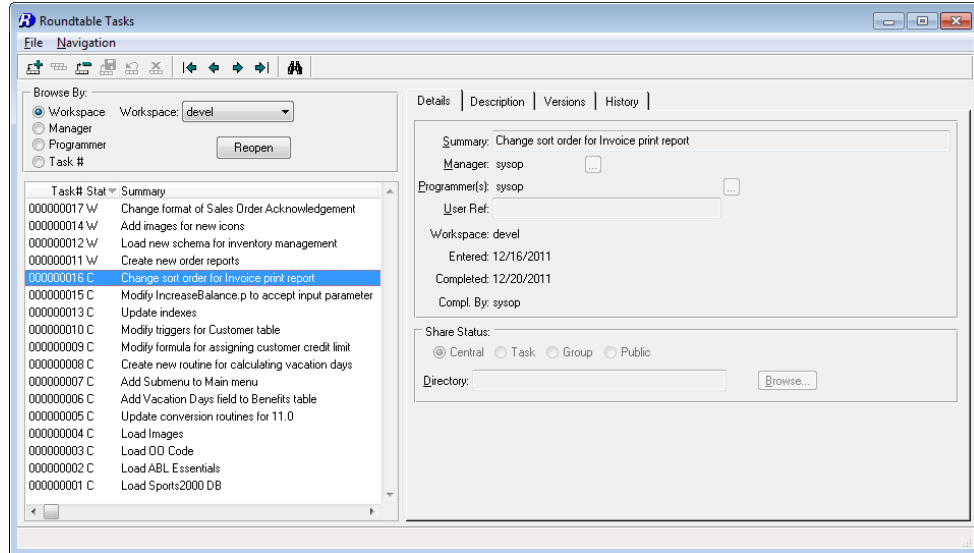 Roundtable Tasks
File Navigation
Browse By:
Workspace Workspace: devel
Manager
Programmer Reopen
Task #
Task# Stat Summary
000000017 W Change format of Sales Order Acknowledgement
000000014 W Add images for new icons
000000012 W Load new schema for inventory management
000000011 W Create new order reports
000000016 C Change sort order for Invoice print report
000000015 C Modify IncreaseBalance.p to accept input parameter
000000013 C Update indexes
000000010 C Modify triggers for Customer table
000000009 C Modify formula for assigning customer credit limit
000000008 C Create new routine for calculating vacation days
000000007 C Add Submenu to Main menu
000000006 C Add Vacation Days field to Benefits table
000000005 C Update conversion routines for 11.0
000000004 C Load Images
000000003 C Load OO Code
000000002 C Load ABL Essentials
000000001 C Load Sports2000 DB
Details Description Versions History
Summary: Change sort order for Invoice print report
Manager: sysop ...
Programmer(s): sysop ...
User Ref:
Workspace: devel
Entered: 12/16/2011
Completed: 12/20/2011
Compl. By: sysop
Share Status:
Central Task Group Public
Directory: Browse...